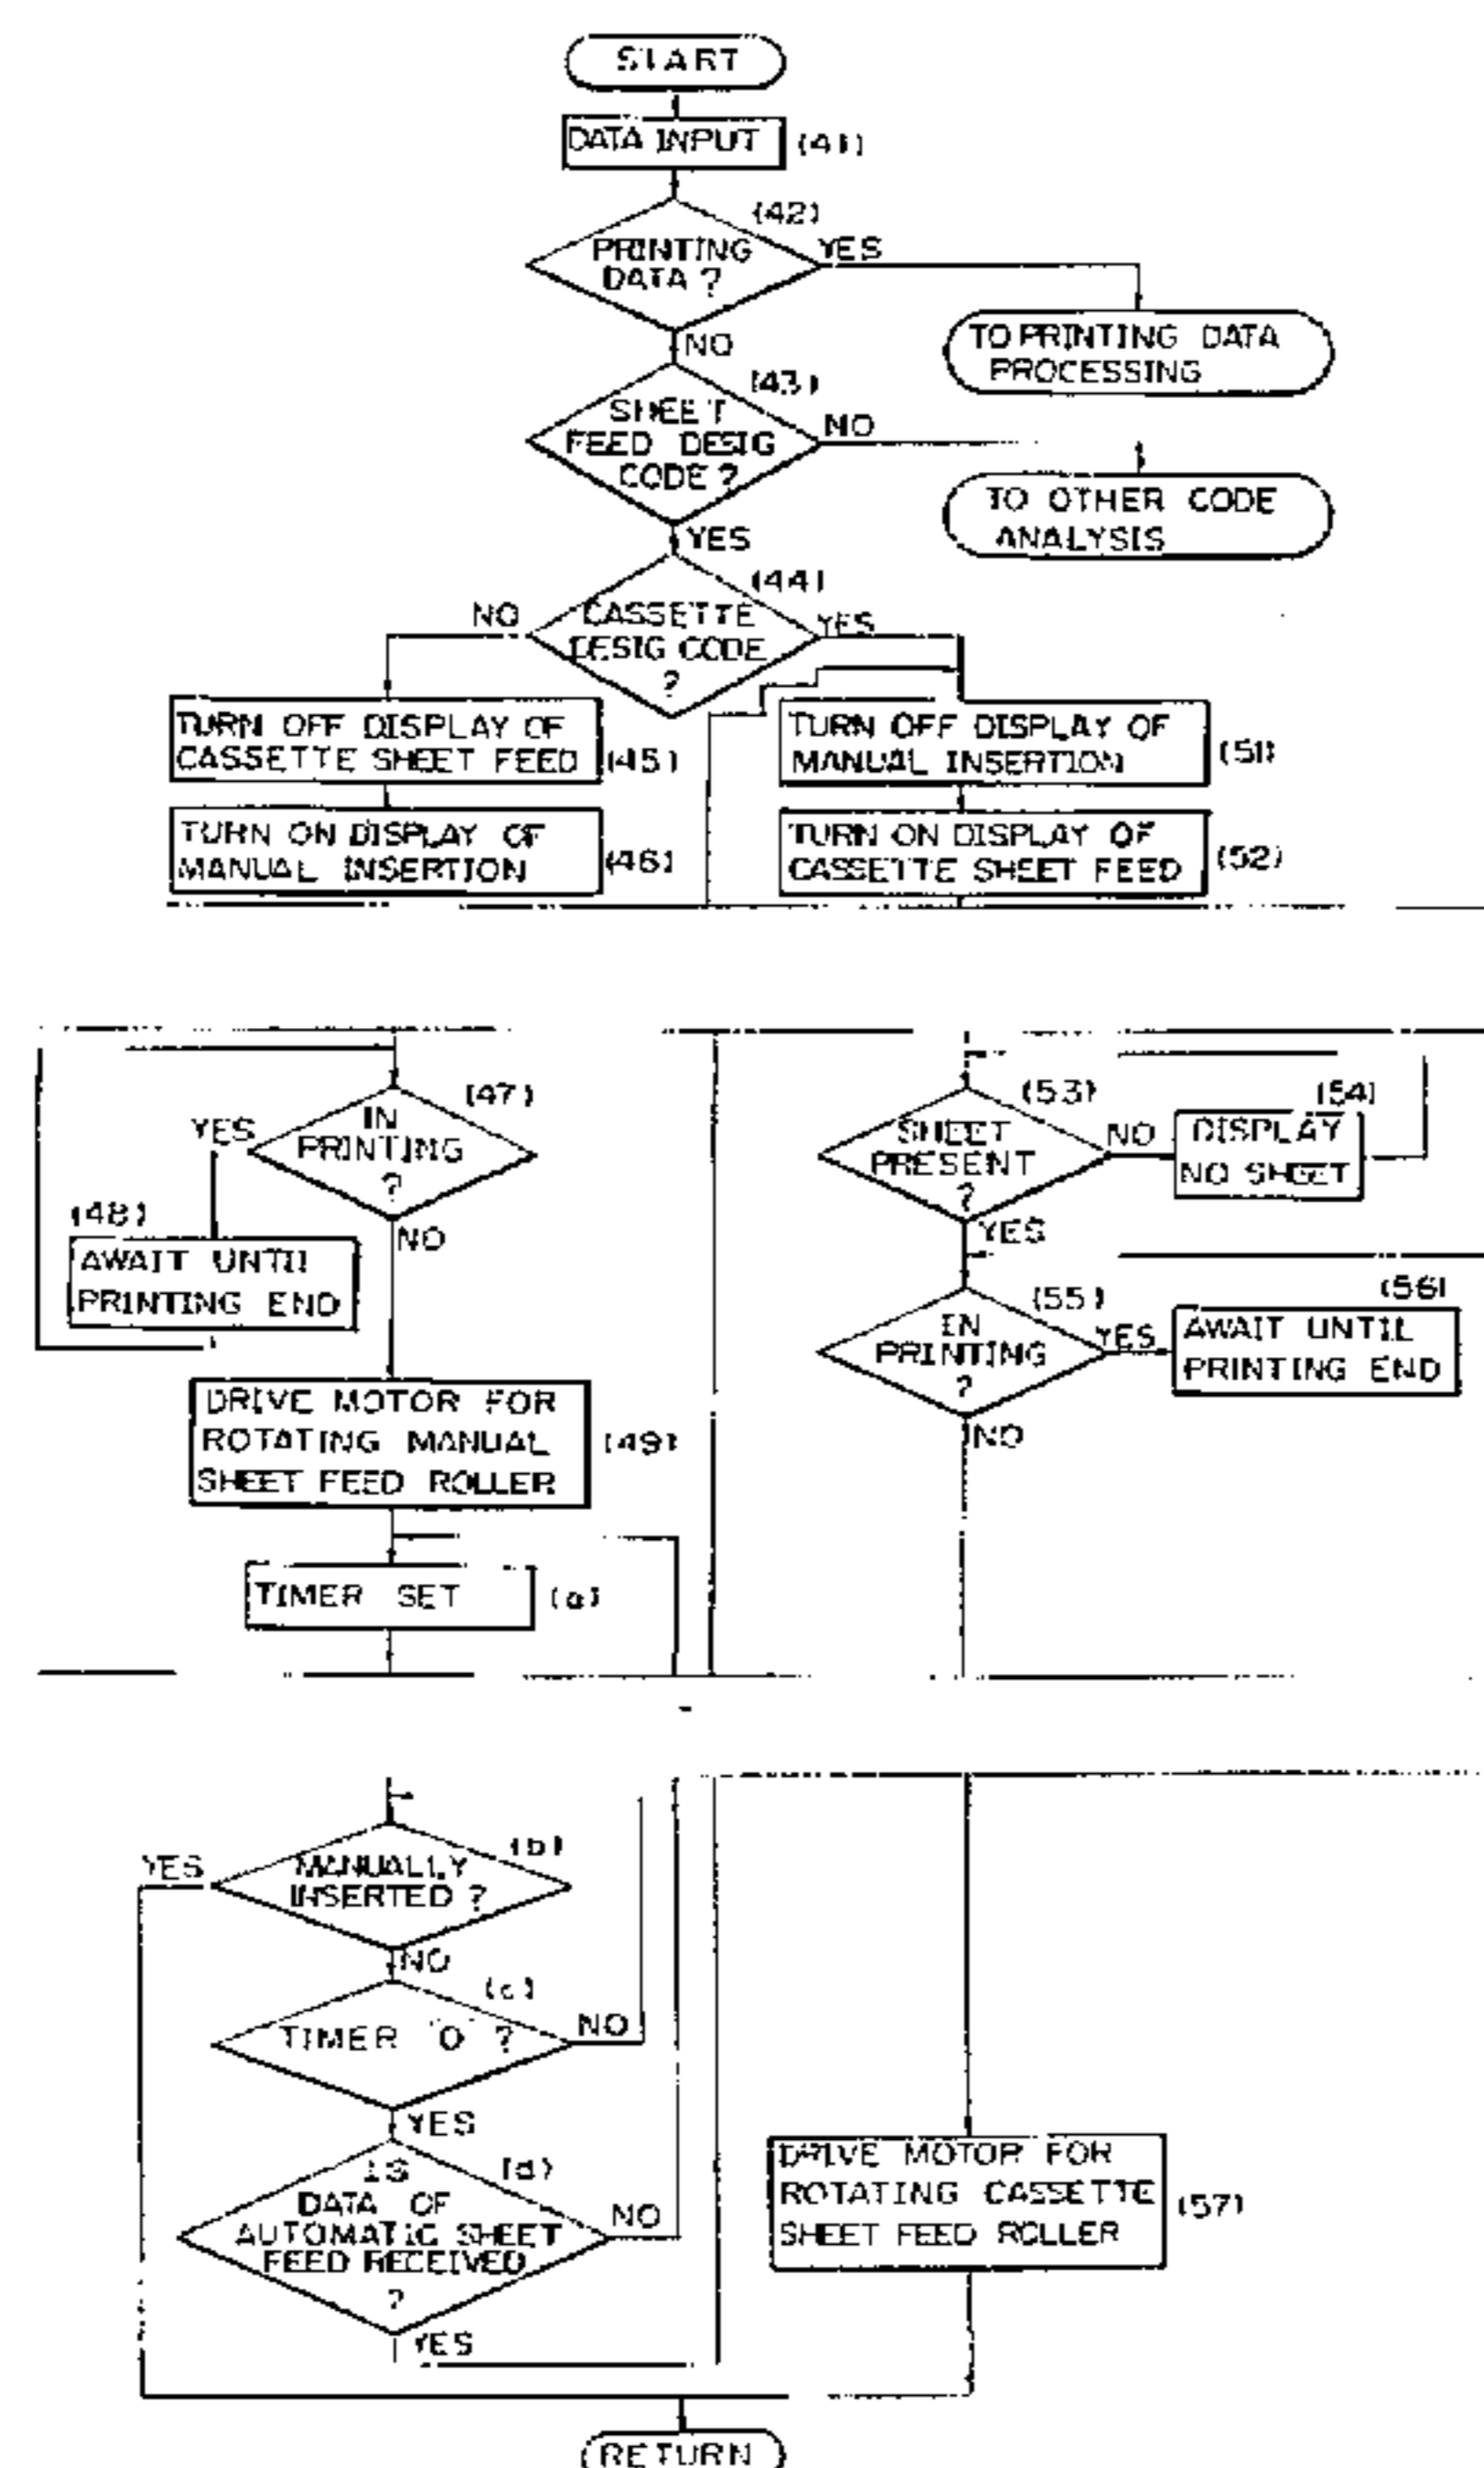 START
DATA INPUT (41)
(42)
PRINTING
DATA ?
YES
TO PRINTING DATA
PROCESSING
NO
(43)
SHEET
FEED DESIG
CODE ?
NO
TO OTHER CODE
ANALYSIS
YES
(44)
NO
CASSETTE
DESIG CODE
?
YES
TURN OFF DISPLAY OF
CASSETTE SHEET FEED (45)
TURN OFF DISPLAY OF
MANUAL INSERTION (51)
TURN ON DISPLAY OF
MANUAL INSERTION (46)
TURN ON DISPLAY OF
CASSETTE SHEET FEED (52)
(47)
YES
IN
PRINTING
?
NO
(48)
AWAIT UNTIL
PRINTING END
(53)
SHEET
PRESENT
?
NO
(54)
DISPLAY
NO SHEET
YES
(55)
IN
PRINTING
?
YES
(56)
AWAIT UNTIL
PRINTING END
NO
DRIVE MOTOR FOR
ROTATING MANUAL
SHEET FEED ROLLER
(49)
TIMER SET (a)
(b)
YES
MANUALLY
INSERTED ?
NO
(c)
TIMER "0" ?
NO
YES
(d)
IS
DATA OF
AUTOMATIC SHEET
FEED RECEIVED
?
NO
YES
DRIVE MOTOR FOR
ROTATING CASSETTE
SHEET FEED ROLLER
(57)
RETURN